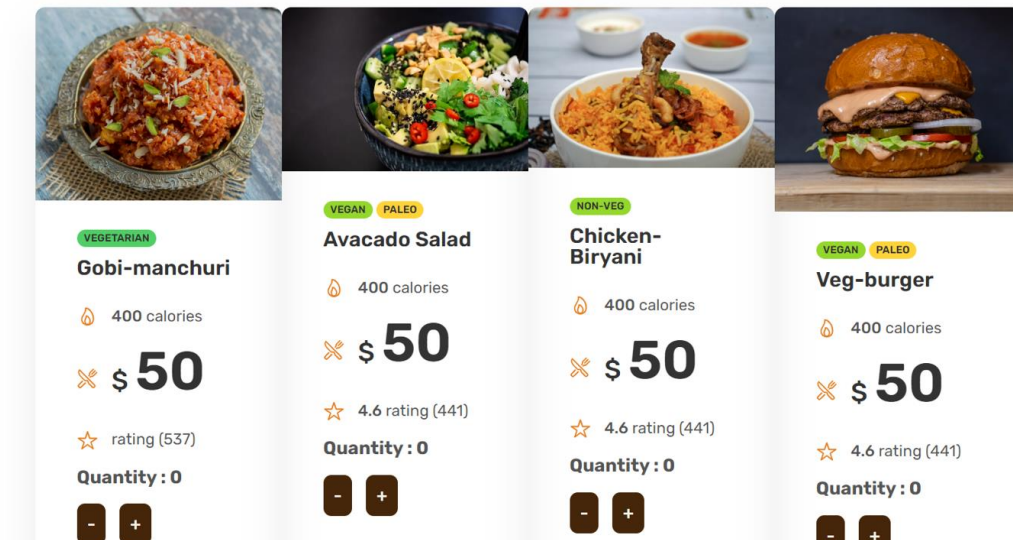 VEGETARIAN
Gobi-manchuri
400 calories
$ 50
rating (537)
Quantity : 0
- +
VEGAN PALEO
Avacado Salad
400 calories
$ 50
4.6 rating (441)
Quantity : 0
- +
NON-VEG
Chicken-
Biryani
400 calories
$ 50
4.6 rating (441)
Quantity : 0
- +
VEGAN PALEO
Veg-burger
400 calories
$ 50
4.6 rating (441)
Quantity : 0
- +